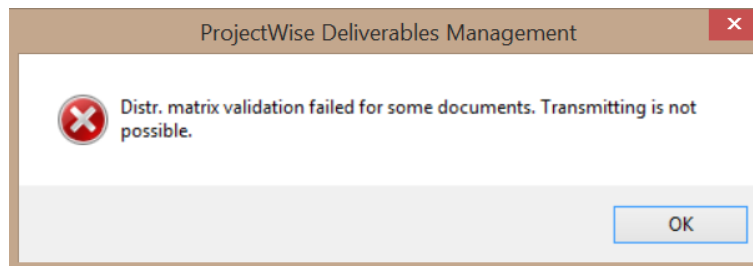 ProjectWise Deliverables Management
Distr. matrix validation failed for some documents. Transmitting is not
possible.
OK